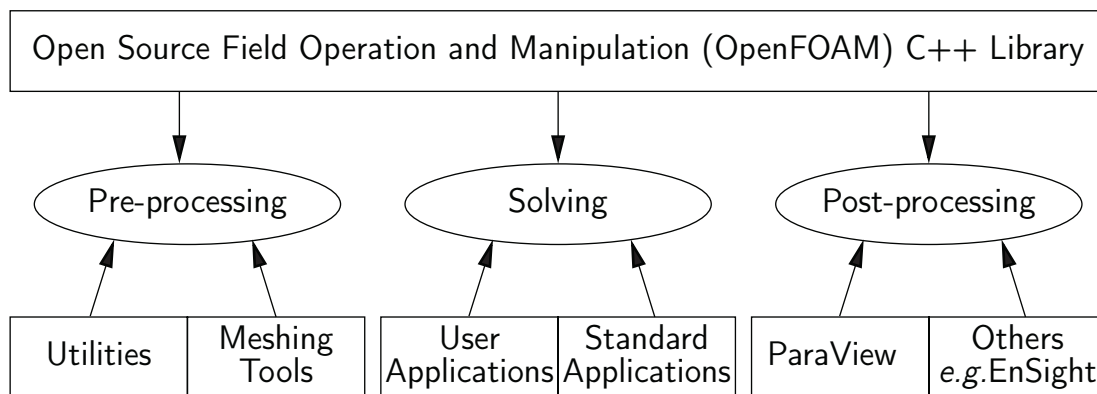 Open Source Field Operation and Manipulation (OpenFOAM) C++ Library
Pre-processing
Solving
Post-processing
Utilities
Meshing
Tools
User
Applications
Standard
Applications
ParaView
Others
e.g.EnSight